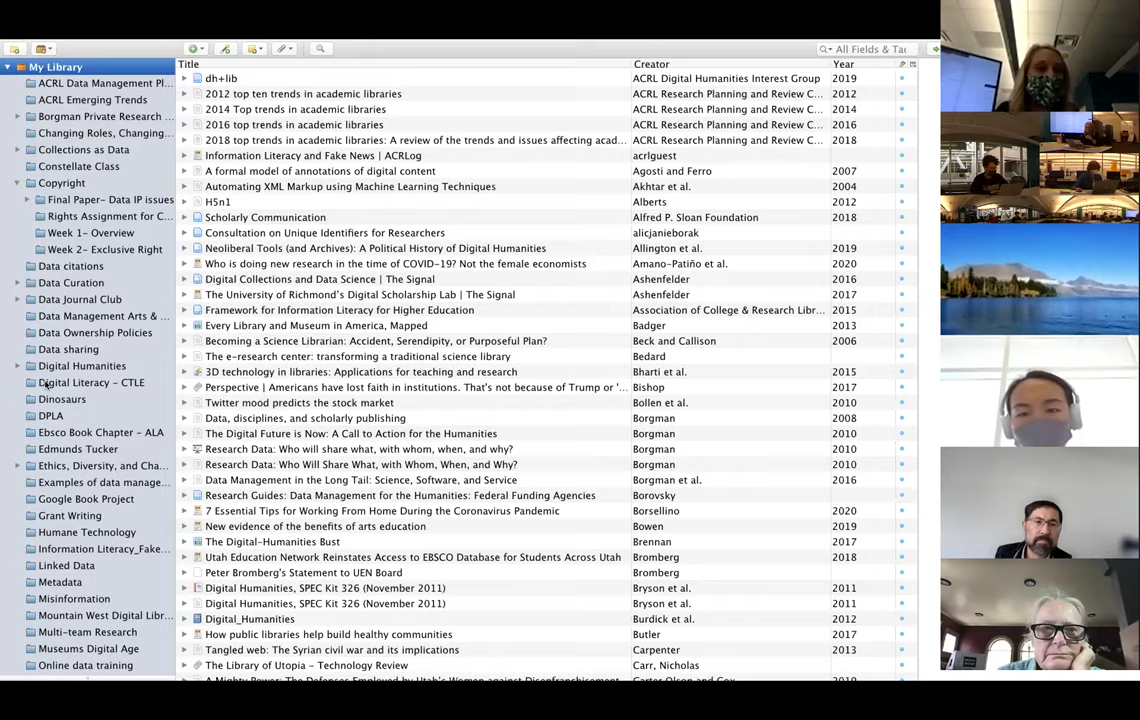 All Fields & Tag
My Library
ACRL Data Management Pl...
ACRL Emerging Trends
Borgman Private Research ...
Changing Roles, Changing...
Collections as Data
Constellate Class
Copyright
Final Paper- Data IP issues
Rights Assignment for C...
Week 1- Overview
Week 2- Exclusive Right
Data citations
Data Curation
Data Journal Club
Data Management Arts & ...
Data Ownership Policies
Data sharing
Digital Humanities
Digital Literacy - CTLE
Dinosaurs
DPLA
Ebsco Book Chapter - ALA
Edmunds Tucker
Ethics, Diversity, and Cha...
Examples of data manage...
Google Book Project
Grant Writing
Humane Technology
Information Literacy_Fake...
Linked Data
Metadata
Misinformation
Mountain West Digital Libr...
Multi-team Research
Museums Digital Age
Online data training
Title Creator Year
dh+lib ACRL Digital Humanities Interest Group 2019
2012 top ten trends in academic libraries ACRL Research Planning and Review C... 2012
2014 Top trends in academic libraries ACRL Research Planning and Review C... 2014
2016 top trends in academic libraries ACRL Research Planning and Review C... 2016
2018 top trends in academic libraries: A review of the trends and issues affecting acad... ACRL Research Planning and Review C... 2018
Information Literacy and Fake News | ACRLog acrlguest
A formal model of annotations of digital content Agosti and Ferro 2007
Automating XML Markup using Machine Learning Techniques Akhtar et al. 2004
H5n1 Alberts 2012
Scholarly Communication Alfred P. Sloan Foundation 2018
Consultation on Unique Identifiers for Researchers alicjanieborak
Neoliberal Tools (and Archives): A Political History of Digital Humanities Allington et al. 2019
Who is doing new research in the time of COVID-19? Not the female economists Amano-Patiño et al. 2020
Digital Collections and Data Science | The Signal Ashenfelder 2016
The University of Richmond's Digital Scholarship Lab | The Signal Ashenfelder 2017
Framework for Information Literacy for Higher Education Association of College & Research Libr... 2015
Every Library and Museum in America, Mapped Badger 2013
Becoming a Science Librarian: Accident, Serendipity, or Purposeful Plan? Beck and Callison 2006
The e-research center: transforming a traditional science library Bedard
3D technology in libraries: Applications for teaching and research Bharti et al. 2015
Perspective | Americans have lost faith in institutions. That's not because of Trump or '... Bishop 2017
Twitter mood predicts the stock market Bollen et al. 2010
Data, disciplines, and scholarly publishing Borgman 2008
The Digital Future is Now: A Call to Action for the Humanities Borgman 2010
Research Data: Who will share what, with whom, when, and why? Borgman 2010
Research Data: Who Will Share What, with Whom, When, and Why? Borgman 2010
Data Management in the Long Tail: Science, Software, and Service Borgman et al. 2016
Research Guides: Data Management for the Humanities: Federal Funding Agencies Borovsky
7 Essential Tips for Working From Home During the Coronavirus Pandemic Borsellino 2020
New evidence of the benefits of arts education Bowen 2019
The Digital-Humanities Bust Brennan 2017
Utah Education Network Reinstates Access to EBSCO Database for Students Across Utah Bromberg 2018
Peter Bromberg's Statement to UEN Board Bromberg
Digital Humanities, SPEC Kit 326 (November 2011) Bryson et al. 2011
Digital Humanities, SPEC Kit 326 (November 2011) Bryson et al. 2011
Digital_Humanities Burdick et al. 2012
How public libraries help build healthy communities Butler 2017
Tangled web: The Syrian civil war and its implications Carpenter 2013
The Library of Utopia - Technology Review Carr, Nicholas
A Mighty Power: The Defenses Employed by Utah's Women against Disenfranchisement Carter Olson and Cox 2019